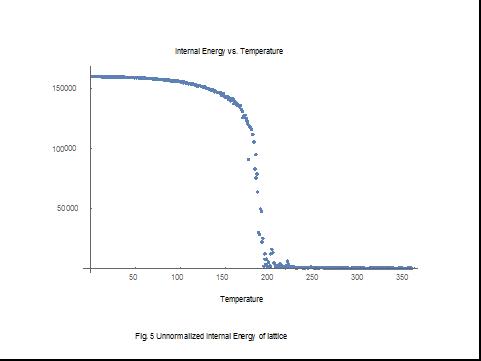 Internal Energy vs. Temperature
150000
100000
50000
50 100 150 200 250 300 350
Temperature
Fig. 5 Unnormalized Internal Energy of lattice